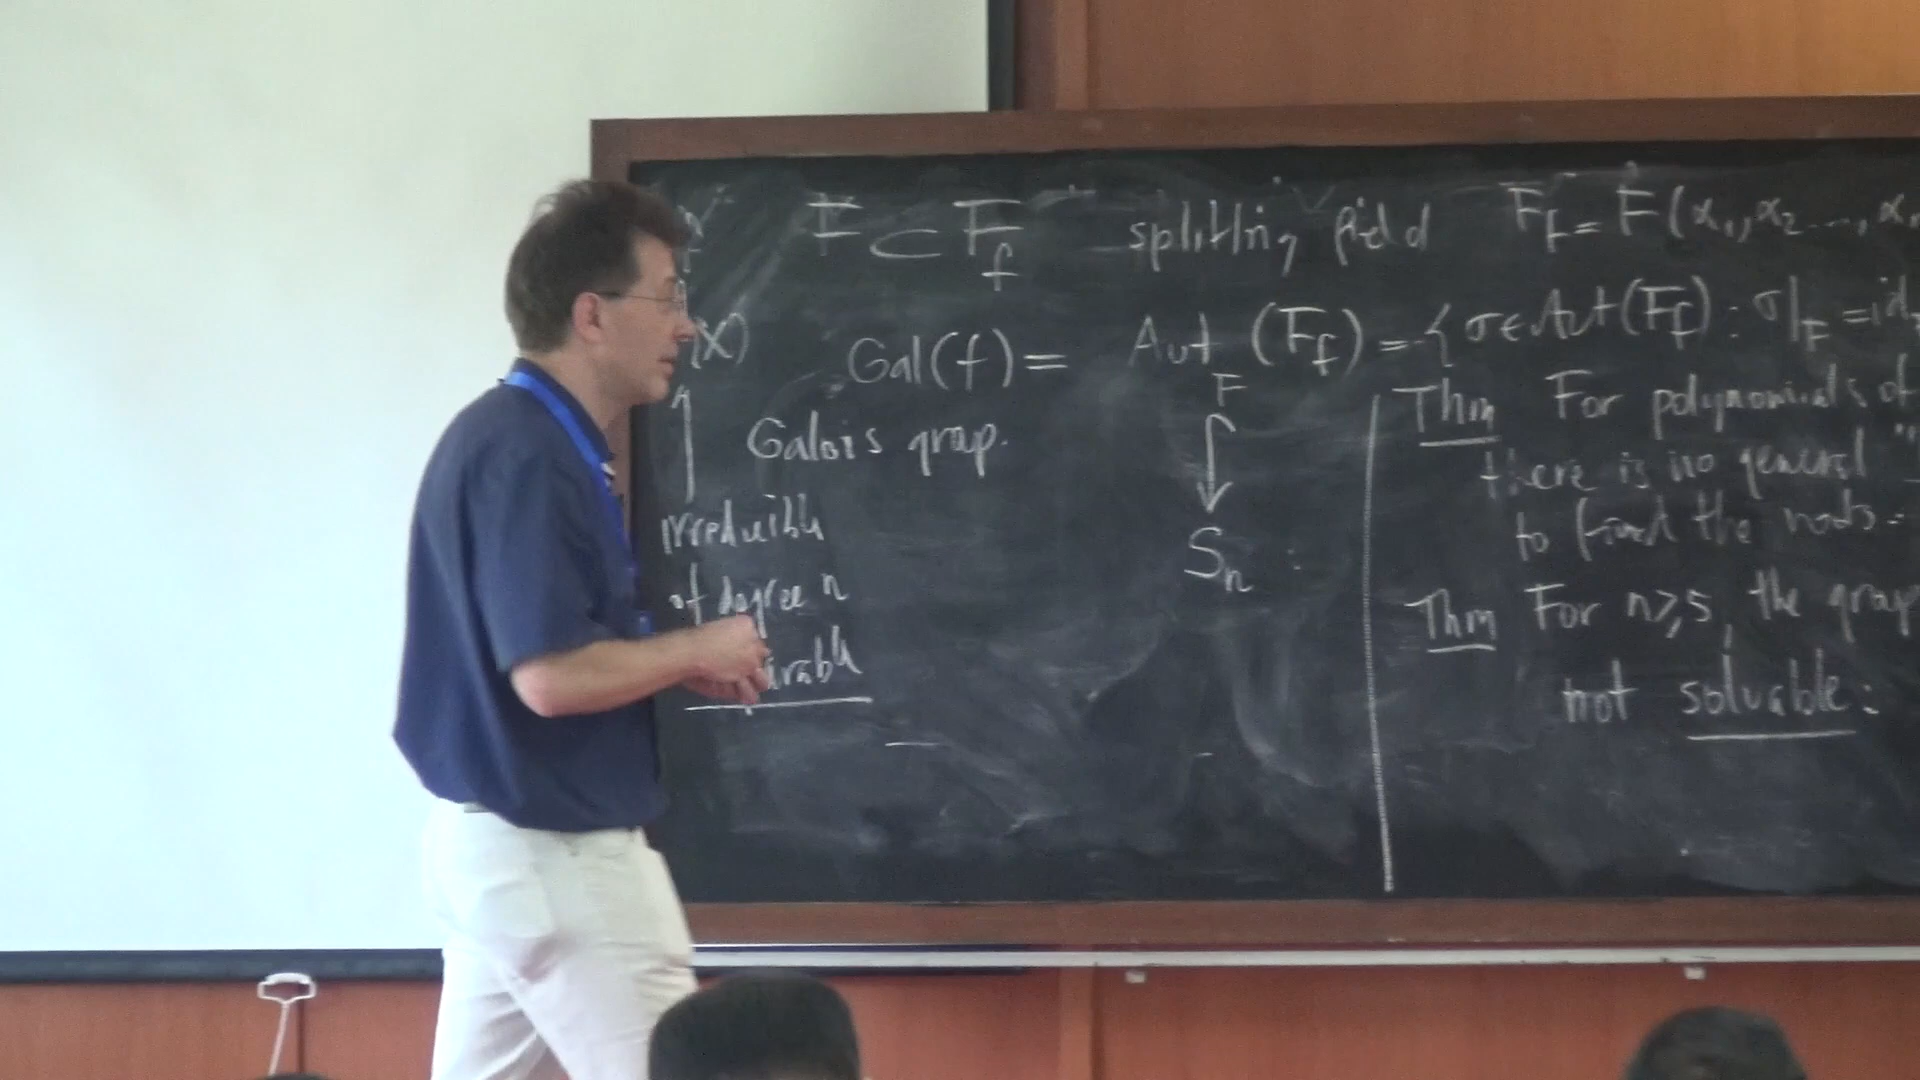 F ⊂ F_f splitting field F_f = F(α₁, α₂ ...., α
(X) Gal(f) = Aut_F (F_f) = { σ ∈ Aut(F_f) : σ|_F = id
Galois group.
irreducible
of degree n
S_n
Thm For polynomials of
there is no general "
to find the roots.
Thm For n ≥ 5, the group
not solvable: